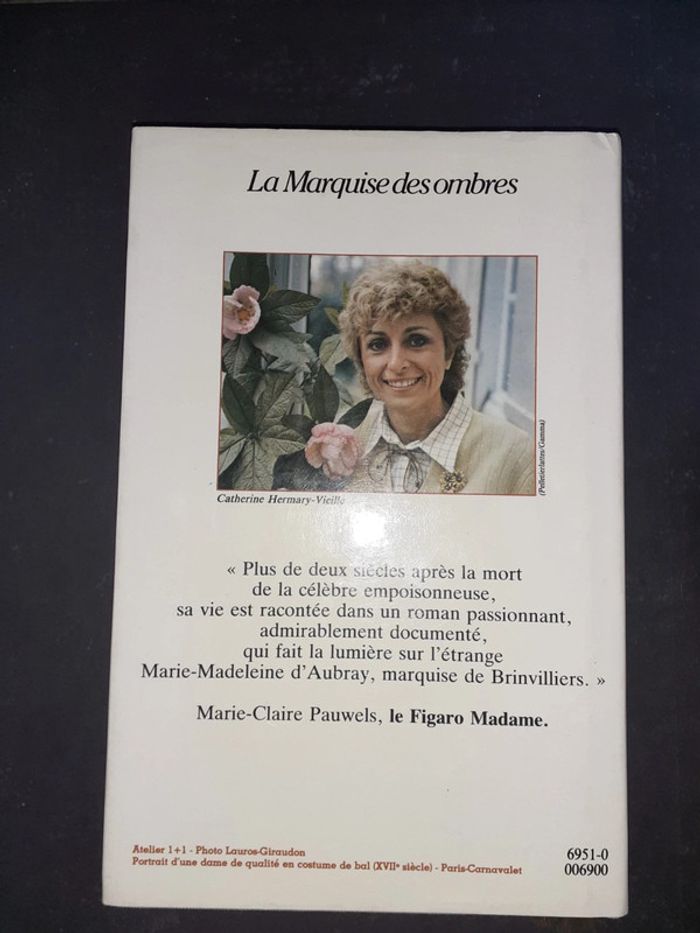 La Marquise des ombres
(Pelletier/lattes/Gamma)
Catherine Hermary-Vieille
« Plus de deux siècles après la mort
de la célèbre empoisonneuse,
sa vie est racontée dans un roman passionnant,
admirablement documenté,
qui fait la lumière sur l'étrange
Marie-Madeleine d'Aubray, marquise de Brinvilliers. »
Marie-Claire Pauwels, le Figaro Madame.
Atelier 1+1 - Photo Lauros-Giraudon
Portrait d'une dame de qualité en costume de bal (XVIIe siècle) - Paris-Carnavalet
6951-0
006900